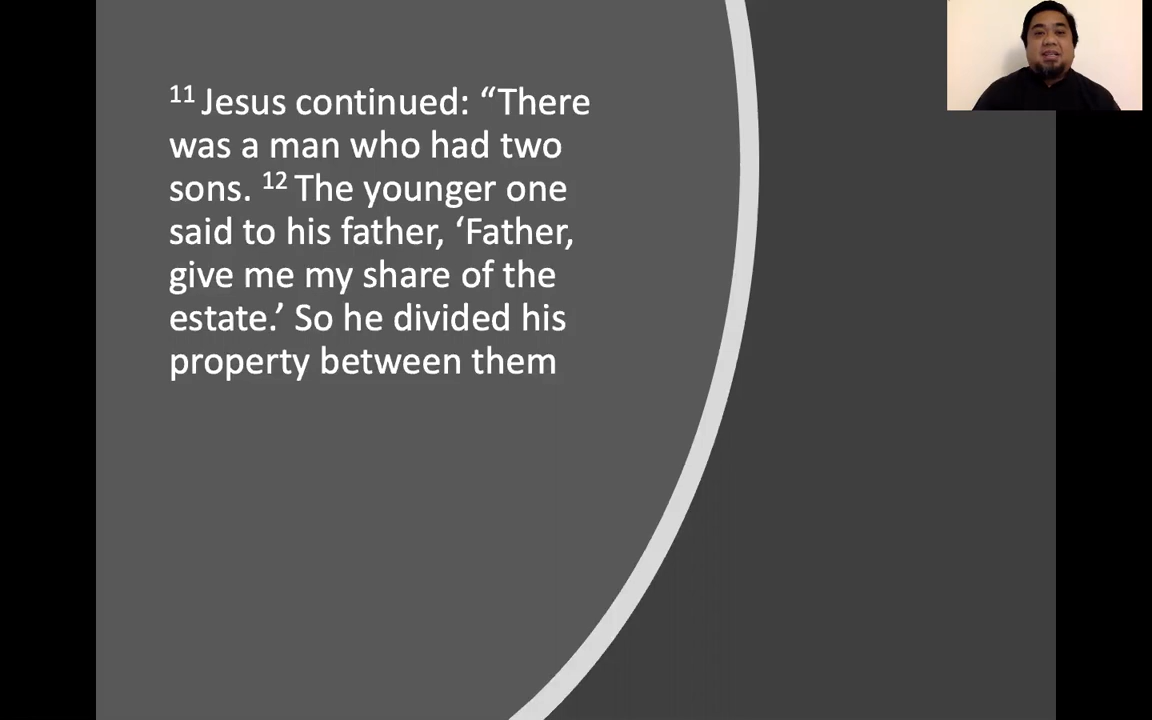 11 Jesus continued: “There
was a man who had two
sons. 12 The younger one
said to his father, ‘Father,
give me my share of the
estate.’ So he divided his
property between them